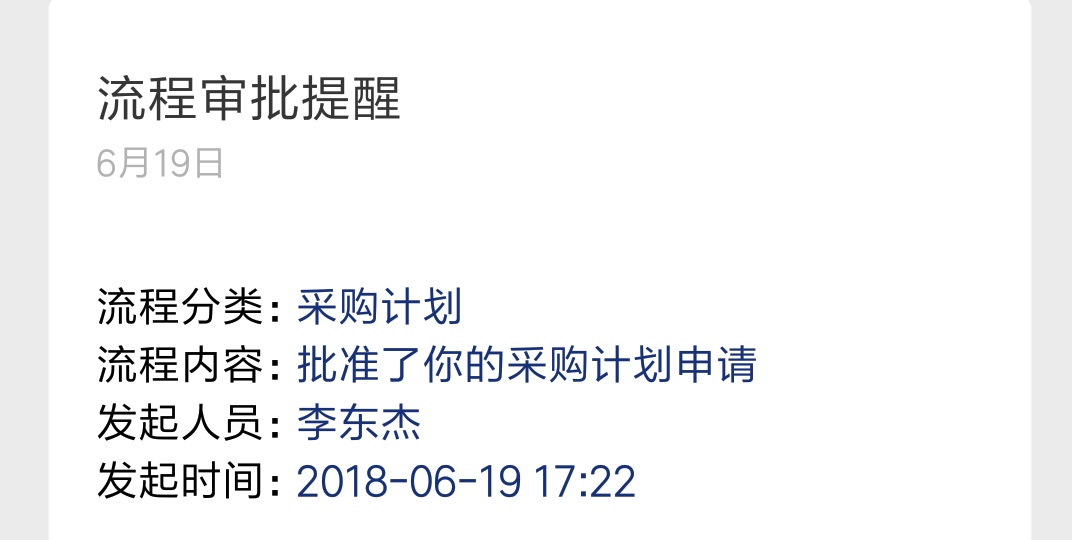 流程审批提醒
6月19日
流程分类：采购计划
流程内容：批准了你的采购计划申请
发起人员：李东杰
发起时间：2018-06-19 17:22